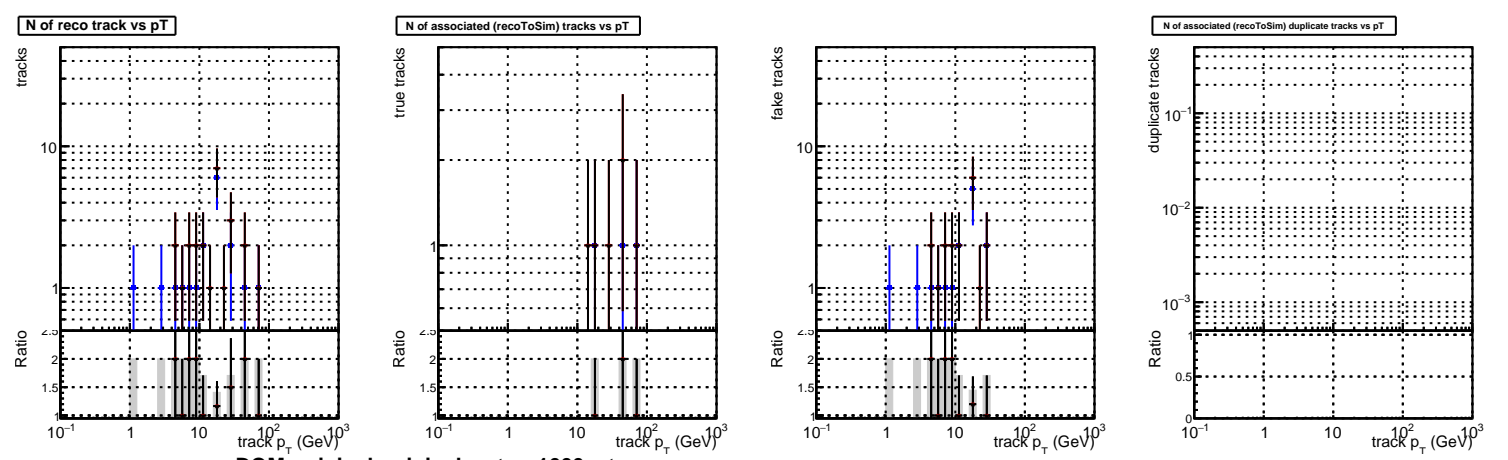 N of reco track vs pT
tracks
10
1
2.5
Ratio
2
1.5
1
10⁻¹ 1 10 10² 10³
track p_T (GeV)
N of associated (recoToSim) tracks vs pT
true tracks
1
2.5
Ratio
2
1.5
1
10⁻¹ 1 10 10² 10³
track p_T (GeV)
fake tracks
10
1
2.5
Ratio
2
1.5
1
10⁻¹ 1 10 10² 10³
track p_T (GeV)
N of associated (recoToSim) duplicate tracks vs pT
duplicate tracks
10⁻¹
10⁻²
10⁻³
Ratio
1
0.5
0
10⁻¹ 1 10 10² 10³
track p_T (GeV)